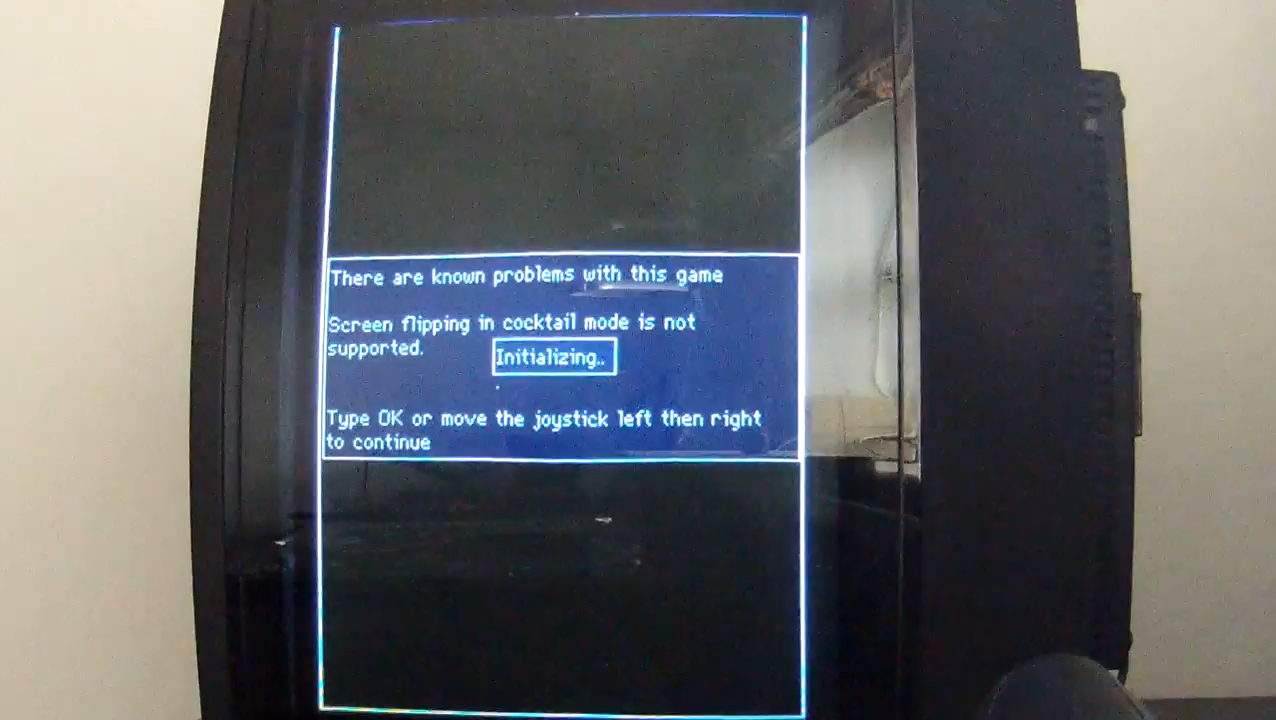 There are known problems with this game
Screen flipping in cocktail mode is not
supported.
Initializing..
Type OK or move the joystick left then right
to continue